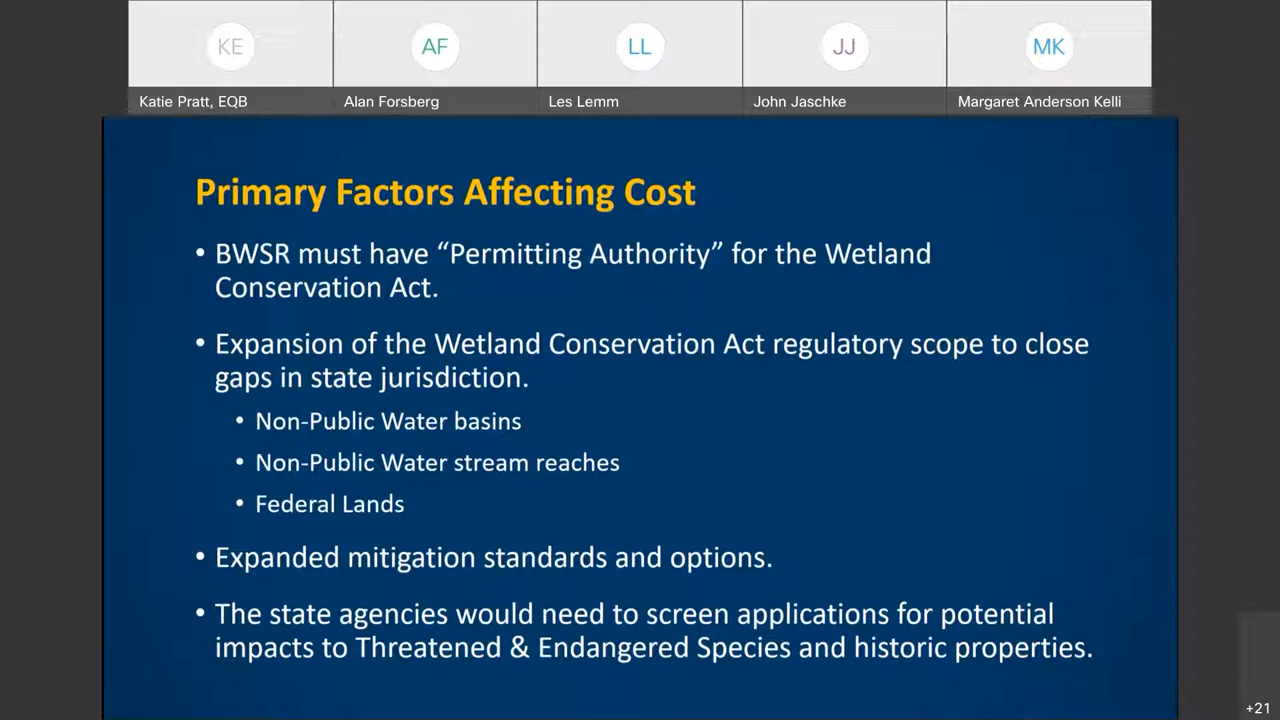 KE
AF
LL
JJ
MK
Katie Pratt, EQB
Alan Forsberg
Les Lemm
John Jaschke
Margaret Anderson Kelli
Primary Factors Affecting Cost
• BWSR must have “Permitting Authority” for the Wetland
Conservation Act.
• Expansion of the Wetland Conservation Act regulatory scope to close
gaps in state jurisdiction.
• Non-Public Water basins
• Non-Public Water stream reaches
• Federal Lands
• Expanded mitigation standards and options.
• The state agencies would need to screen applications for potential
impacts to Threatened & Endangered Species and historic properties.
+21